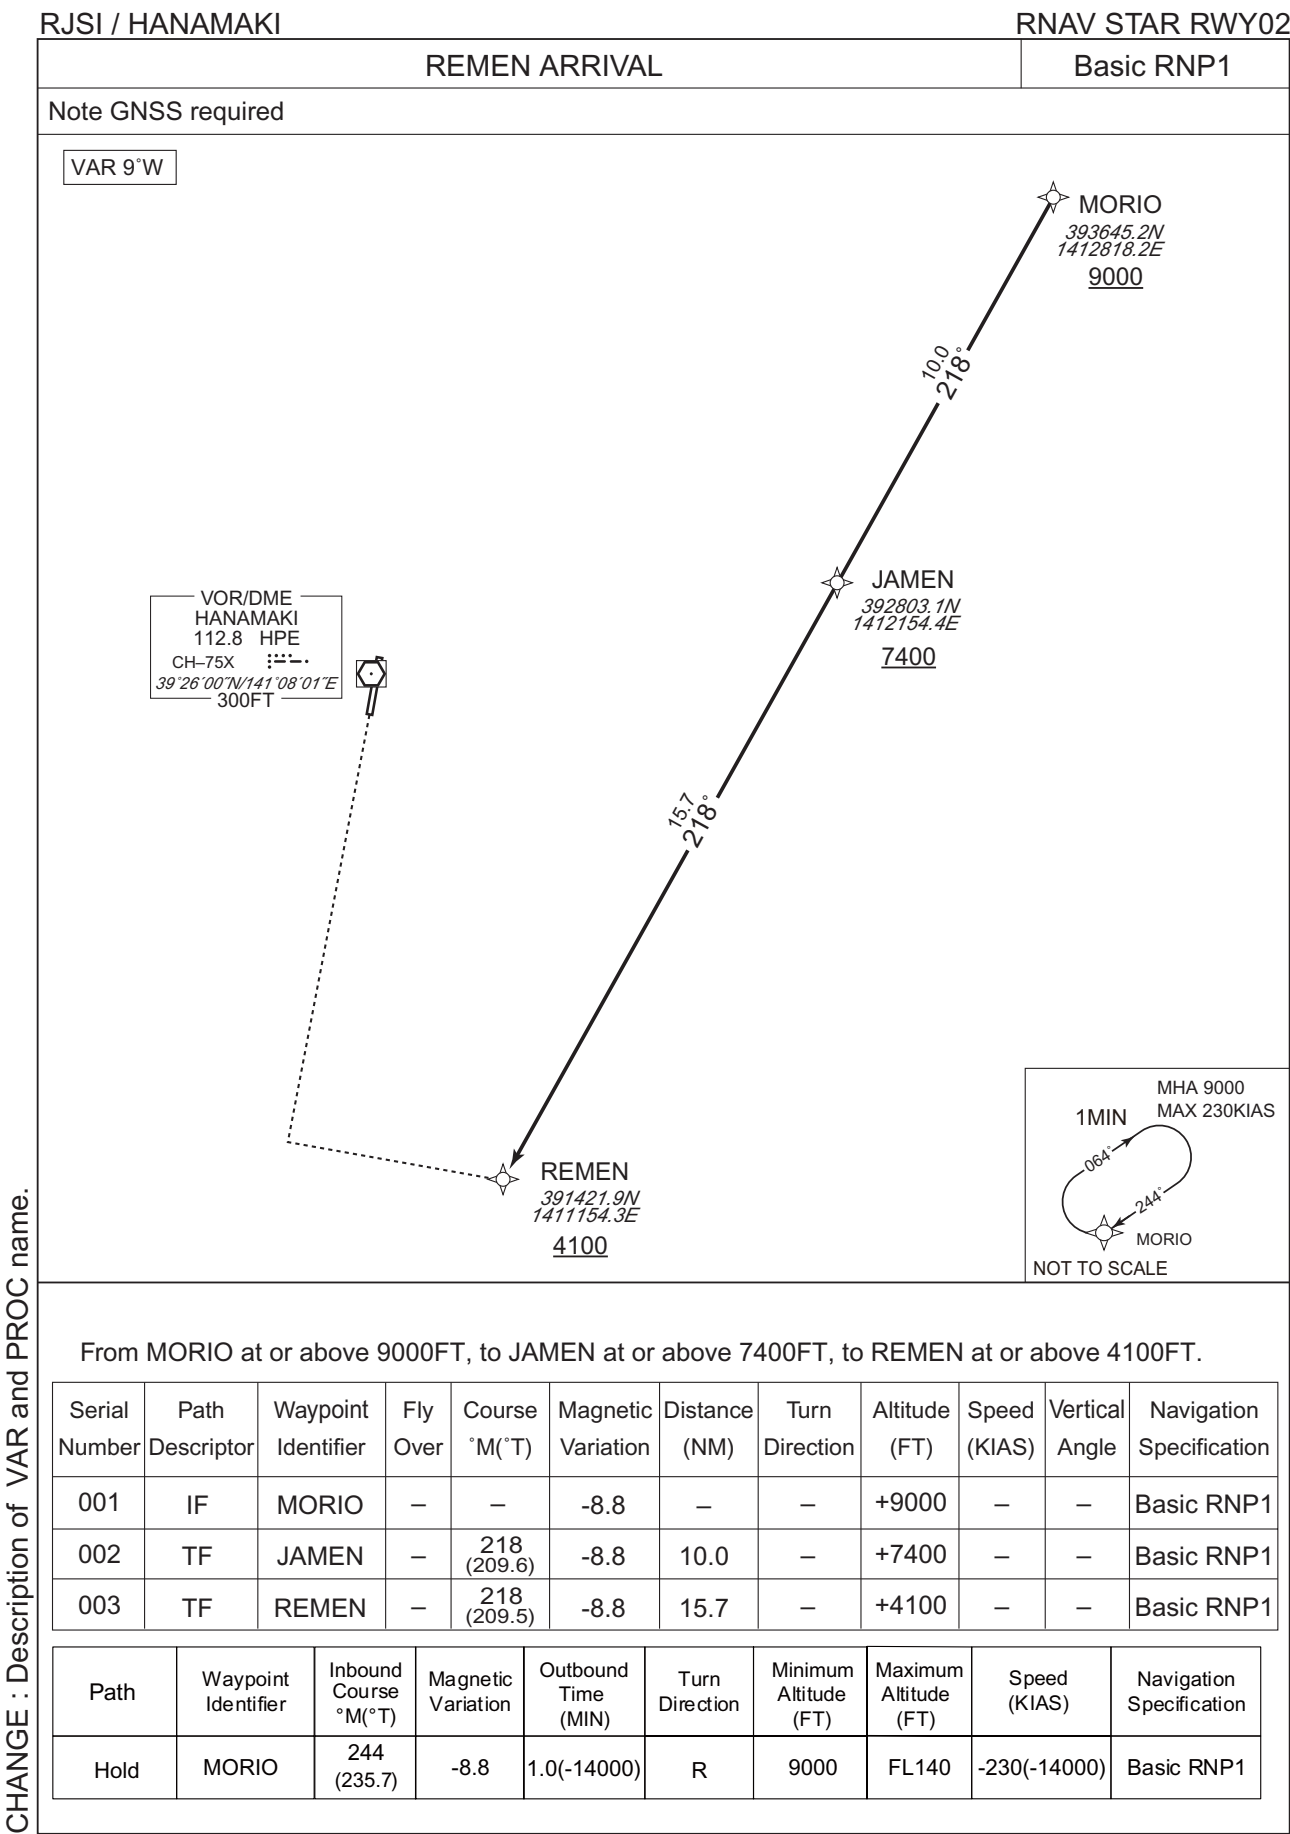 RJSI / HANAMAKI
RNAV STAR RWY02
REMEN ARRIVAL
Basic RNP1
Note GNSS required
VAR 9˚W
MORIO
393645.2N
1412818.2E
9000
10.0
218˚
JAMEN
392803.1N
1412154.4E
7400
VOR/DME
HANAMAKI
112.8 HPE
CH–75X
39˚26´00˝N/141˚08´01˝E
300FT
15.7
218˚
REMEN
391421.9N
1411154.3E
4100
MHA 9000
MAX 230KIAS
1MIN
064˚
244˚
MORIO
NOT TO SCALE
From MORIO at or above 9000FT, to JAMEN at or above 7400FT, to REMEN at or above 4100FT.
Serial Path Waypoint Fly Course Magnetic Distance Turn Altitude Speed Vertical Navigation
Number Descriptor Identifier Over ˚M(˚T) Variation (NM) Direction (FT) (KIAS) Angle Specification
001 IF MORIO – – -8.8 – – +9000 – – Basic RNP1
002 TF JAMEN – 218 (209.6) -8.8 10.0 – +7400 – – Basic RNP1
003 TF REMEN – 218 (209.5) -8.8 15.7 – +4100 – – Basic RNP1
Path Waypoint Identifier Inbound Course °M(°T) Magnetic Variation Outbound Time (MIN) Turn Direction Minimum Altitude (FT) Maximum Altitude (FT) Speed (KIAS) Navigation Specification
Hold MORIO 244 (235.7) -8.8 1.0(-14000) R 9000 FL140 -230(-14000) Basic RNP1
CHANGE : Description of VAR and PROC name.